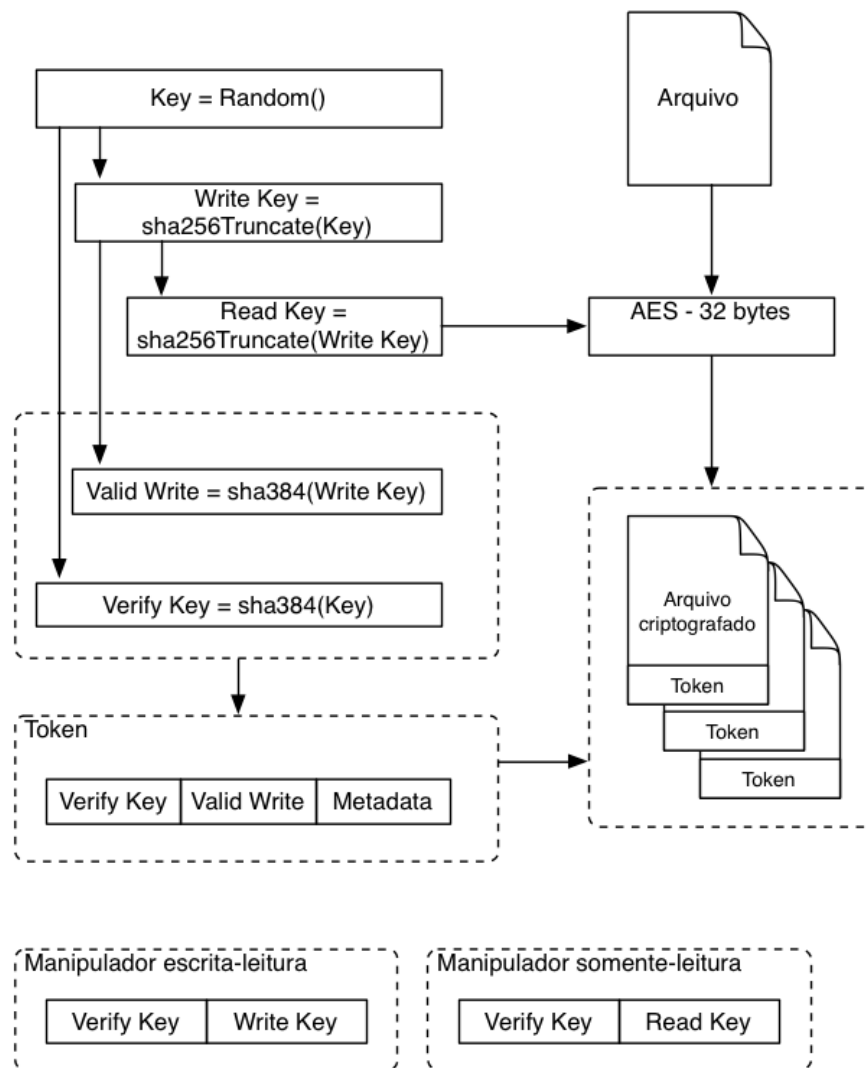 Key = Random()
Arquivo
Write Key =
sha256Truncate(Key)
Read Key =
sha256Truncate(Write Key)
AES - 32 bytes
Valid Write = sha384(Write Key)
Verify Key = sha384(Key)
Arquivo
criptografado
Token
Token
Token
Token
Verify Key
Valid Write
Metadata
Manipulador escrita-leitura
Verify Key
Write Key
Manipulador somente-leitura
Verify Key
Read Key